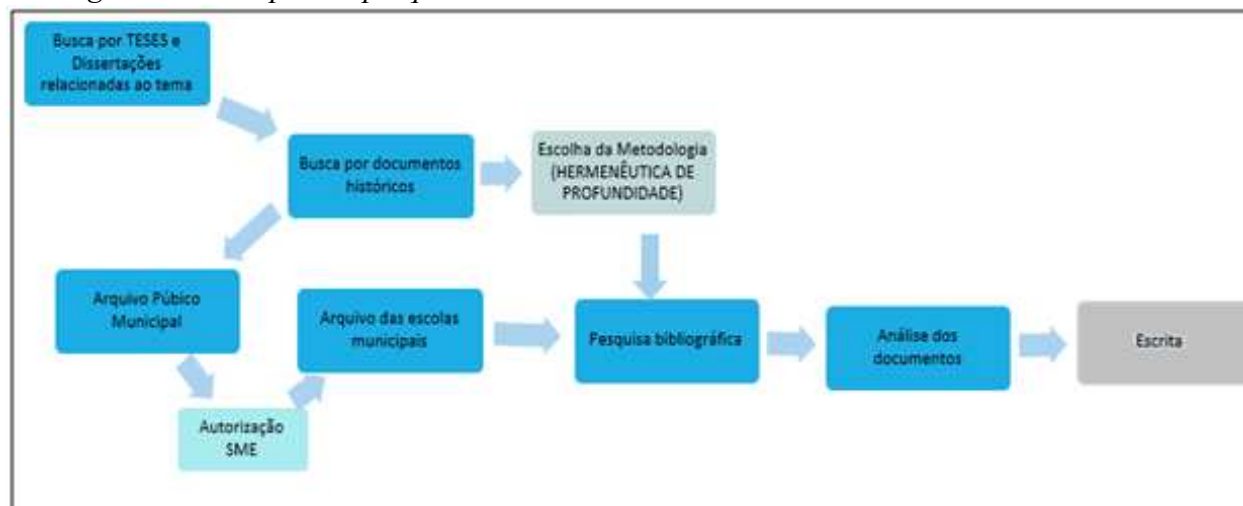 Busca por TESES e
Dissertações
relacionadas ao tema
Busca por documentos
históricos
Escolha da Metodologia
(HERMENÊUTICA DE
PROFUNDIDADE)
Arquivo Púbico
Municipal
Arquivo das escolas
municipais
Pesquisa bibliográfica
Análise dos
documentos
Escrita
Autorização
SME